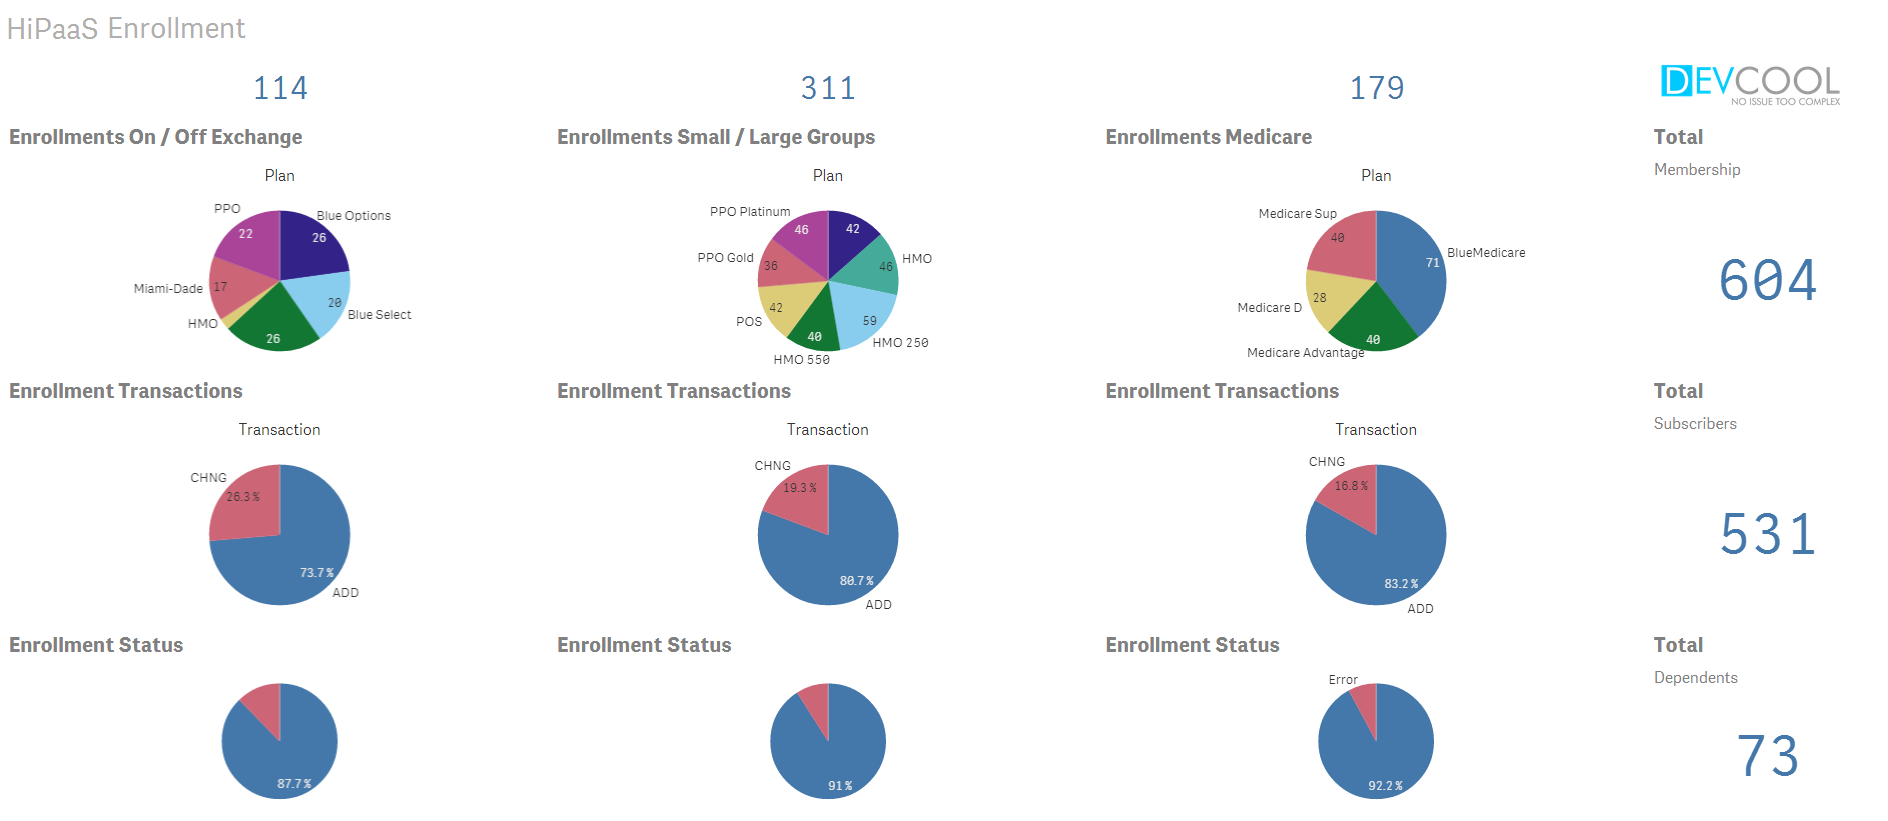 HiPaaS Enrollment
114
311
179
DEVCOOL
NO ISSUE TOO COMPLEX
Enrollments On / Off Exchange
Enrollments Small / Large Groups
Enrollments Medicare
Total
Membership
Plan
PPO
Blue Options
22
26
Miami-Dade
17
20
Blue Select
HMO
26
Plan
PPO Platinum
46
42
PPO Gold
36
46
HMO
42
59
POS
40
HMO 250
HMO 550
Plan
Medicare Sup
40
71
BlueMedicare
28
Medicare D
40
Medicare Advantage
604
Enrollment Transactions
Enrollment Transactions
Enrollment Transactions
Total
Subscribers
Transaction
CHNG
26.3 %
73.7 %
ADD
Transaction
CHNG
19.3 %
80.7 %
ADD
Transaction
CHNG
16.8 %
83.2 %
ADD
531
Enrollment Status
Enrollment Status
Enrollment Status
Total
Dependents
87.7 %
91 %
Error
92.2 %
73